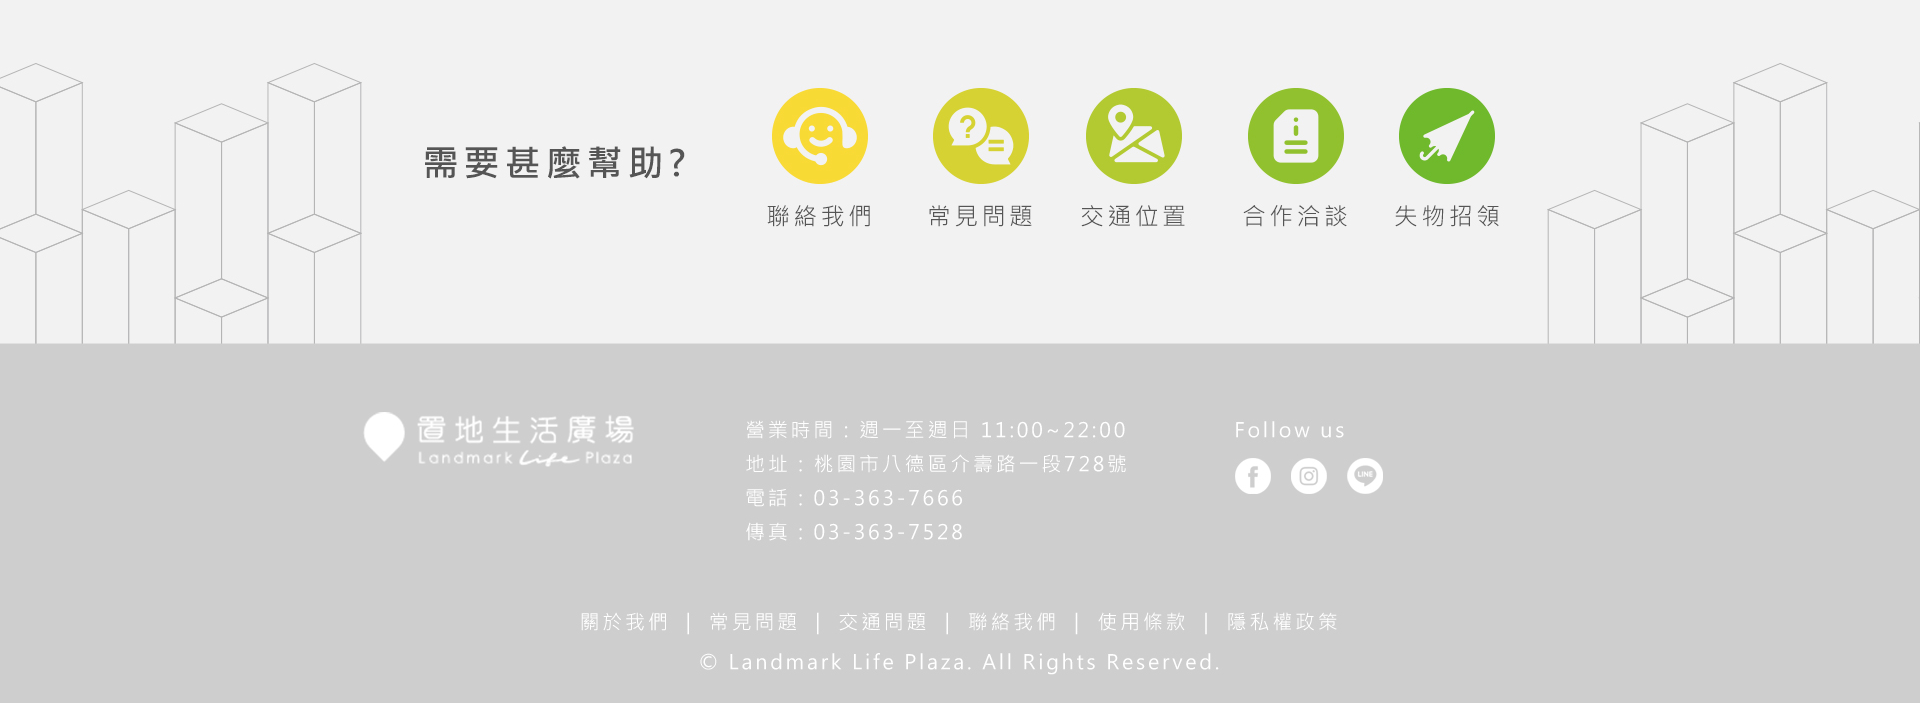 需要甚麼幫助?
聯絡我們
常見問題
交通位置
合作洽談
失物招領
置地生活廣場
Landmark Life Plaza
營業時間：週一至週日 11:00~22:00
地址：桃園市八德區介壽路一段728號
電話：03-363-7666
傳真：03-363-7528
Follow us
LINE
關於我們 | 常見問題 | 交通問題 | 聯絡我們 | 使用條款 | 隱私權政策
© Landmark Life Plaza. All Rights Reserved.